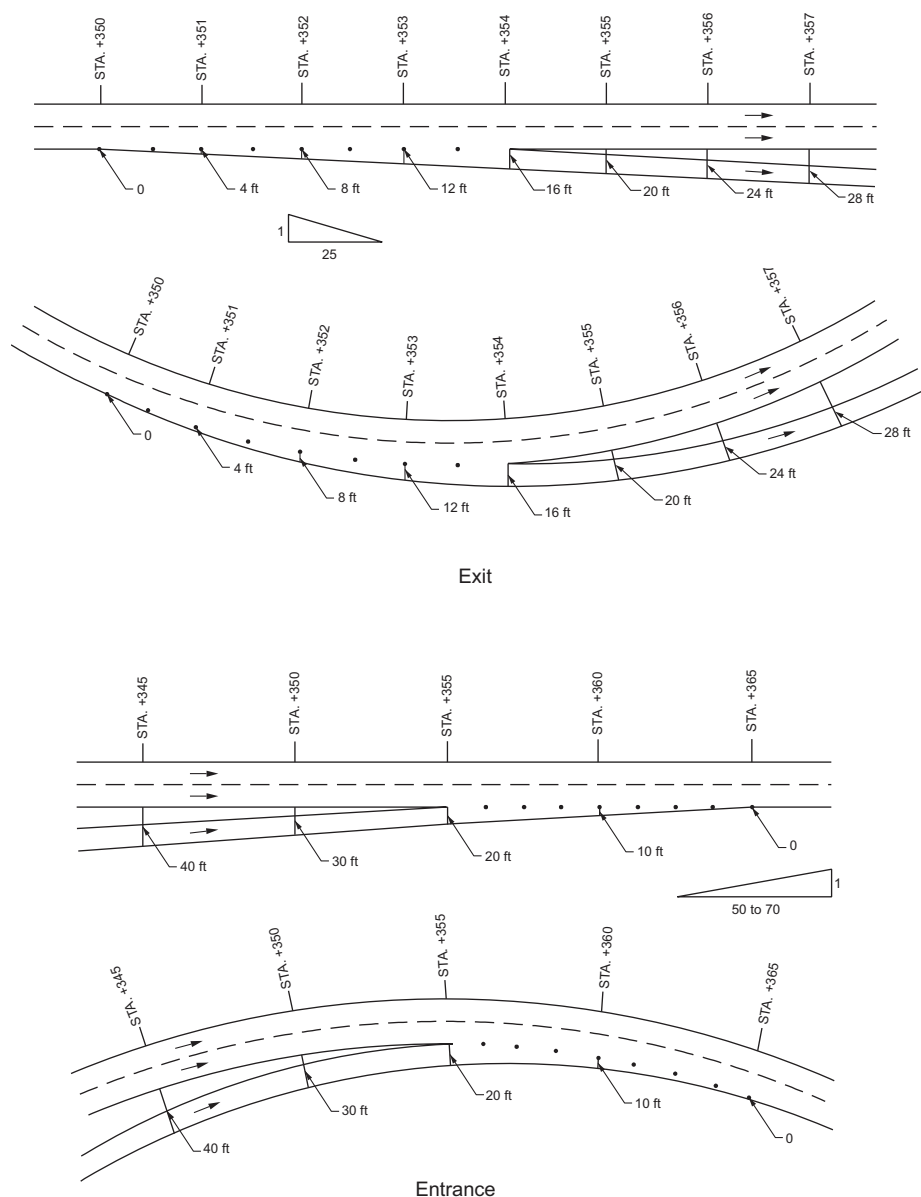 STA. +350
STA. +351
STA. +352
STA. +353
STA. +354
STA. +355
STA. +356
STA. +357
0
4 ft
8 ft
12 ft
16 ft
20 ft
24 ft
28 ft
1
25
STA. +350
STA. +351
STA. +352
STA. +353
STA. +354
STA. +355
STA. +356
STA. +357
0
4 ft
8 ft
12 ft
16 ft
20 ft
24 ft
28 ft
Exit
STA. +345
STA. +350
STA. +355
STA. +360
STA. +365
40 ft
30 ft
20 ft
10 ft
0
1
50 to 70
STA. +345
STA. +350
STA. +355
STA. +360
STA. +365
40 ft
30 ft
20 ft
10 ft
0
Entrance